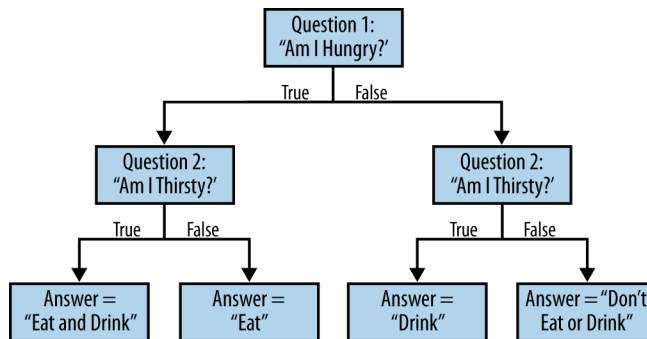 Question 1:
“Am I Hungry?’
True
False
Question 2:
“Am I Thirsty?’
Question 2:
“Am I Thirsty?’
True
False
True
False
Answer =
“Eat and Drink”
Answer =
“Eat”
Answer =
“Drink”
Answer = “Don’t
Eat or Drink”